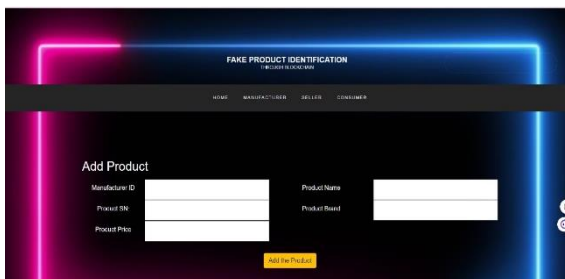 FAKE PRODUCT IDENTIFICATION
THROUGH BLOCKCHAIN
HOME MANUFACTURER SELLER CONSUMER
Add Product
Manufacturer ID Product Name
Product SN: Product Brand
Product Price
Add the Product